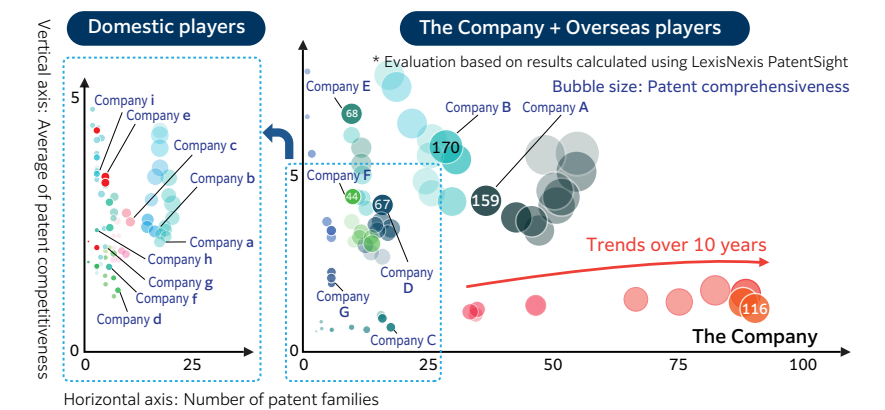 Domestic players
The Company + Overseas players
* Evaluation based on results calculated using LexisNexis PatentSight
Bubble size: Patent comprehensiveness
Vertical axis: Average of patent competitiveness
5
Company i
Company e
Company c
Company b
Company a
Company h
Company g
Company f
Company d
0
0
25
Company E
68
Company B
Company A
170
5
Company F
44
67
159
Company
D
Company
G
Company C
Trends over 10 years
116
The Company
0
0
25
50
75
100
Horizontal axis: Number of patent families